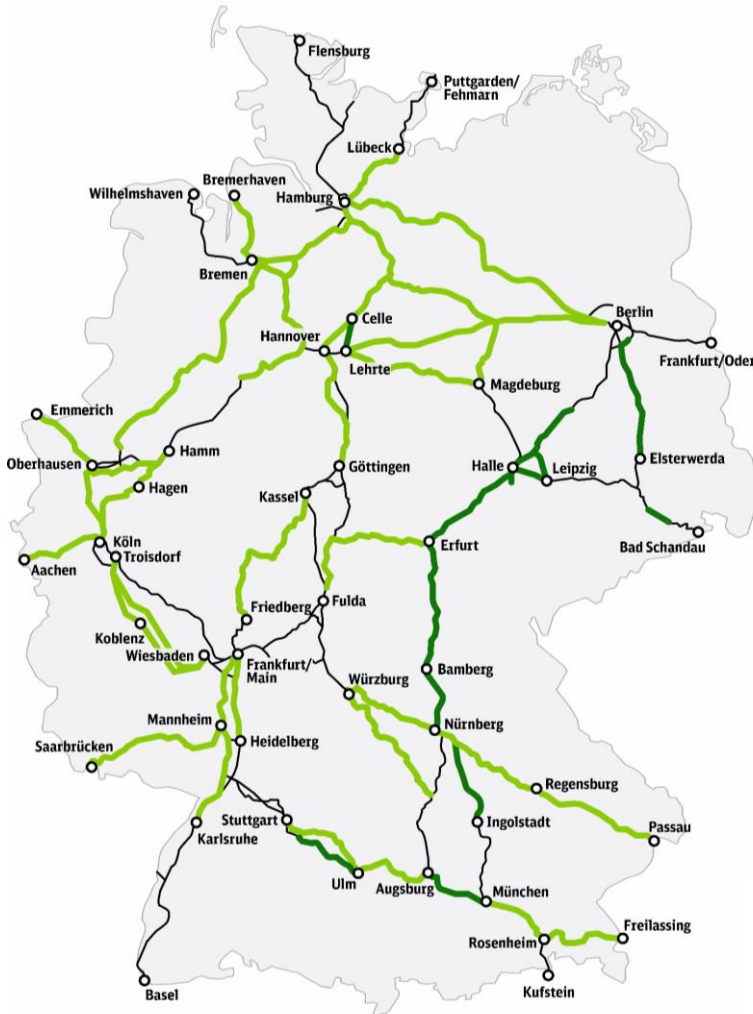 Flensburg
Puttgarden/
Fehmarn
Lübeck
Wilhelmshaven
Bremerhaven
Hamburg
Bremen
Celle
Berlin
Hannover
Lehrte
Frankfurt/Oder
Magdeburg
Emmerich
Hamm
Oberhausen
Göttingen
Halle
Leipzig
Elsterwerda
Hagen
Kassel
Köln
Troisdorf
Erfurt
Bad Schandau
Aachen
Friedberg
Fulda
Koblenz
Wiesbaden
Frankfurt/
Main
Bamberg
Würzburg
Mannheim
Nürnberg
Saarbrücken
Heidelberg
Regensburg
Stuttgart
Ingolstadt
Karlsruhe
Passau
Ulm
Augsburg
München
Freilassing
Rosenheim
Basel
Kufstein